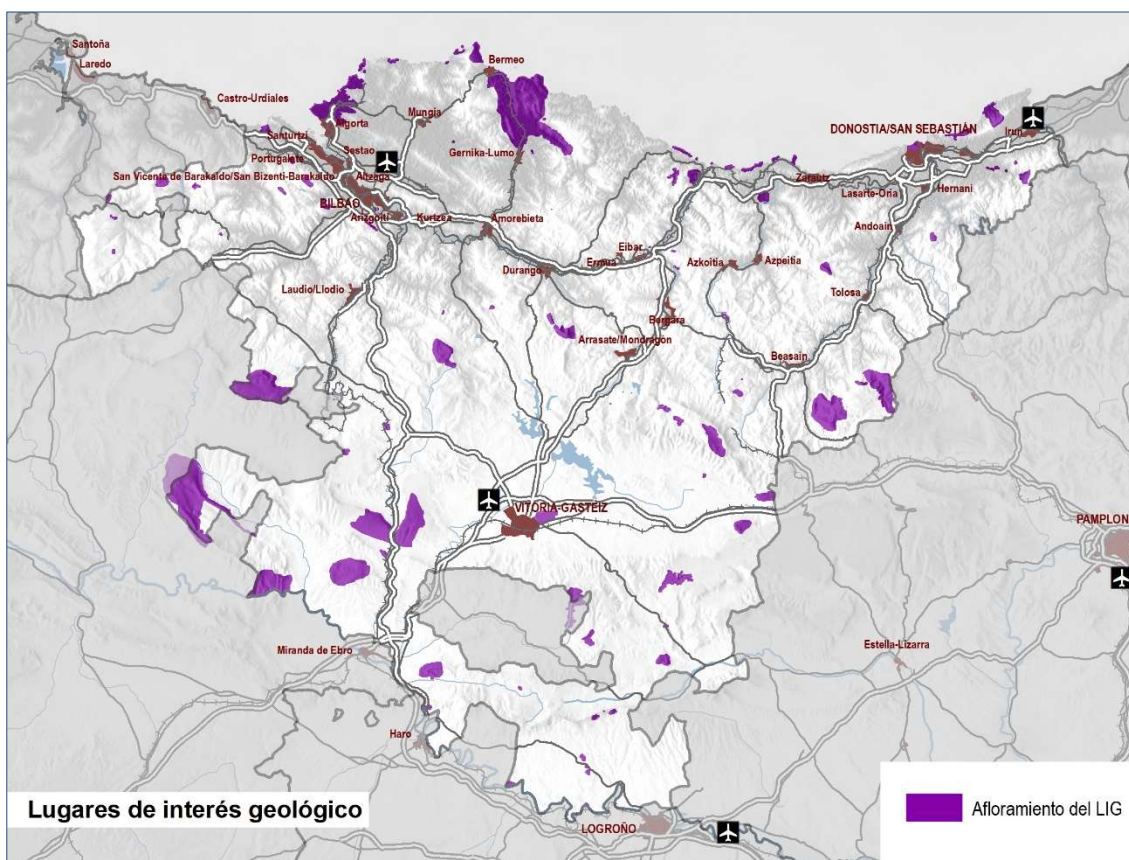 Santoña
Laredo
Bermeo
Castro-Urdiales
Mungia
Algorta
DONOSTIA/SAN SEBASTIÁN
Irun
Santurtzi
Sestao
Portugalete
Gernika-Lumo
San Vicente de Barakaldo/San Bizenti-Barakaldo
Altzaga
Zarautz
Lasarte-Oria
Hernani
BILBAO
Arizgoiti
Kurtzea
Amorebieta
Andoain
Eibar
Ermua
Durango
Azkoitia
Azpeitia
Laudio/Llodio
Tolosa
Bergara
Arrasate/Mondragón
Beasain
VITORIA-GASTEIZ
PAMPLON
Miranda de Ebro
Estella-Lizarra
Haro
Lugares de interés geológico
Afloramiento del LIG
LOGROÑO